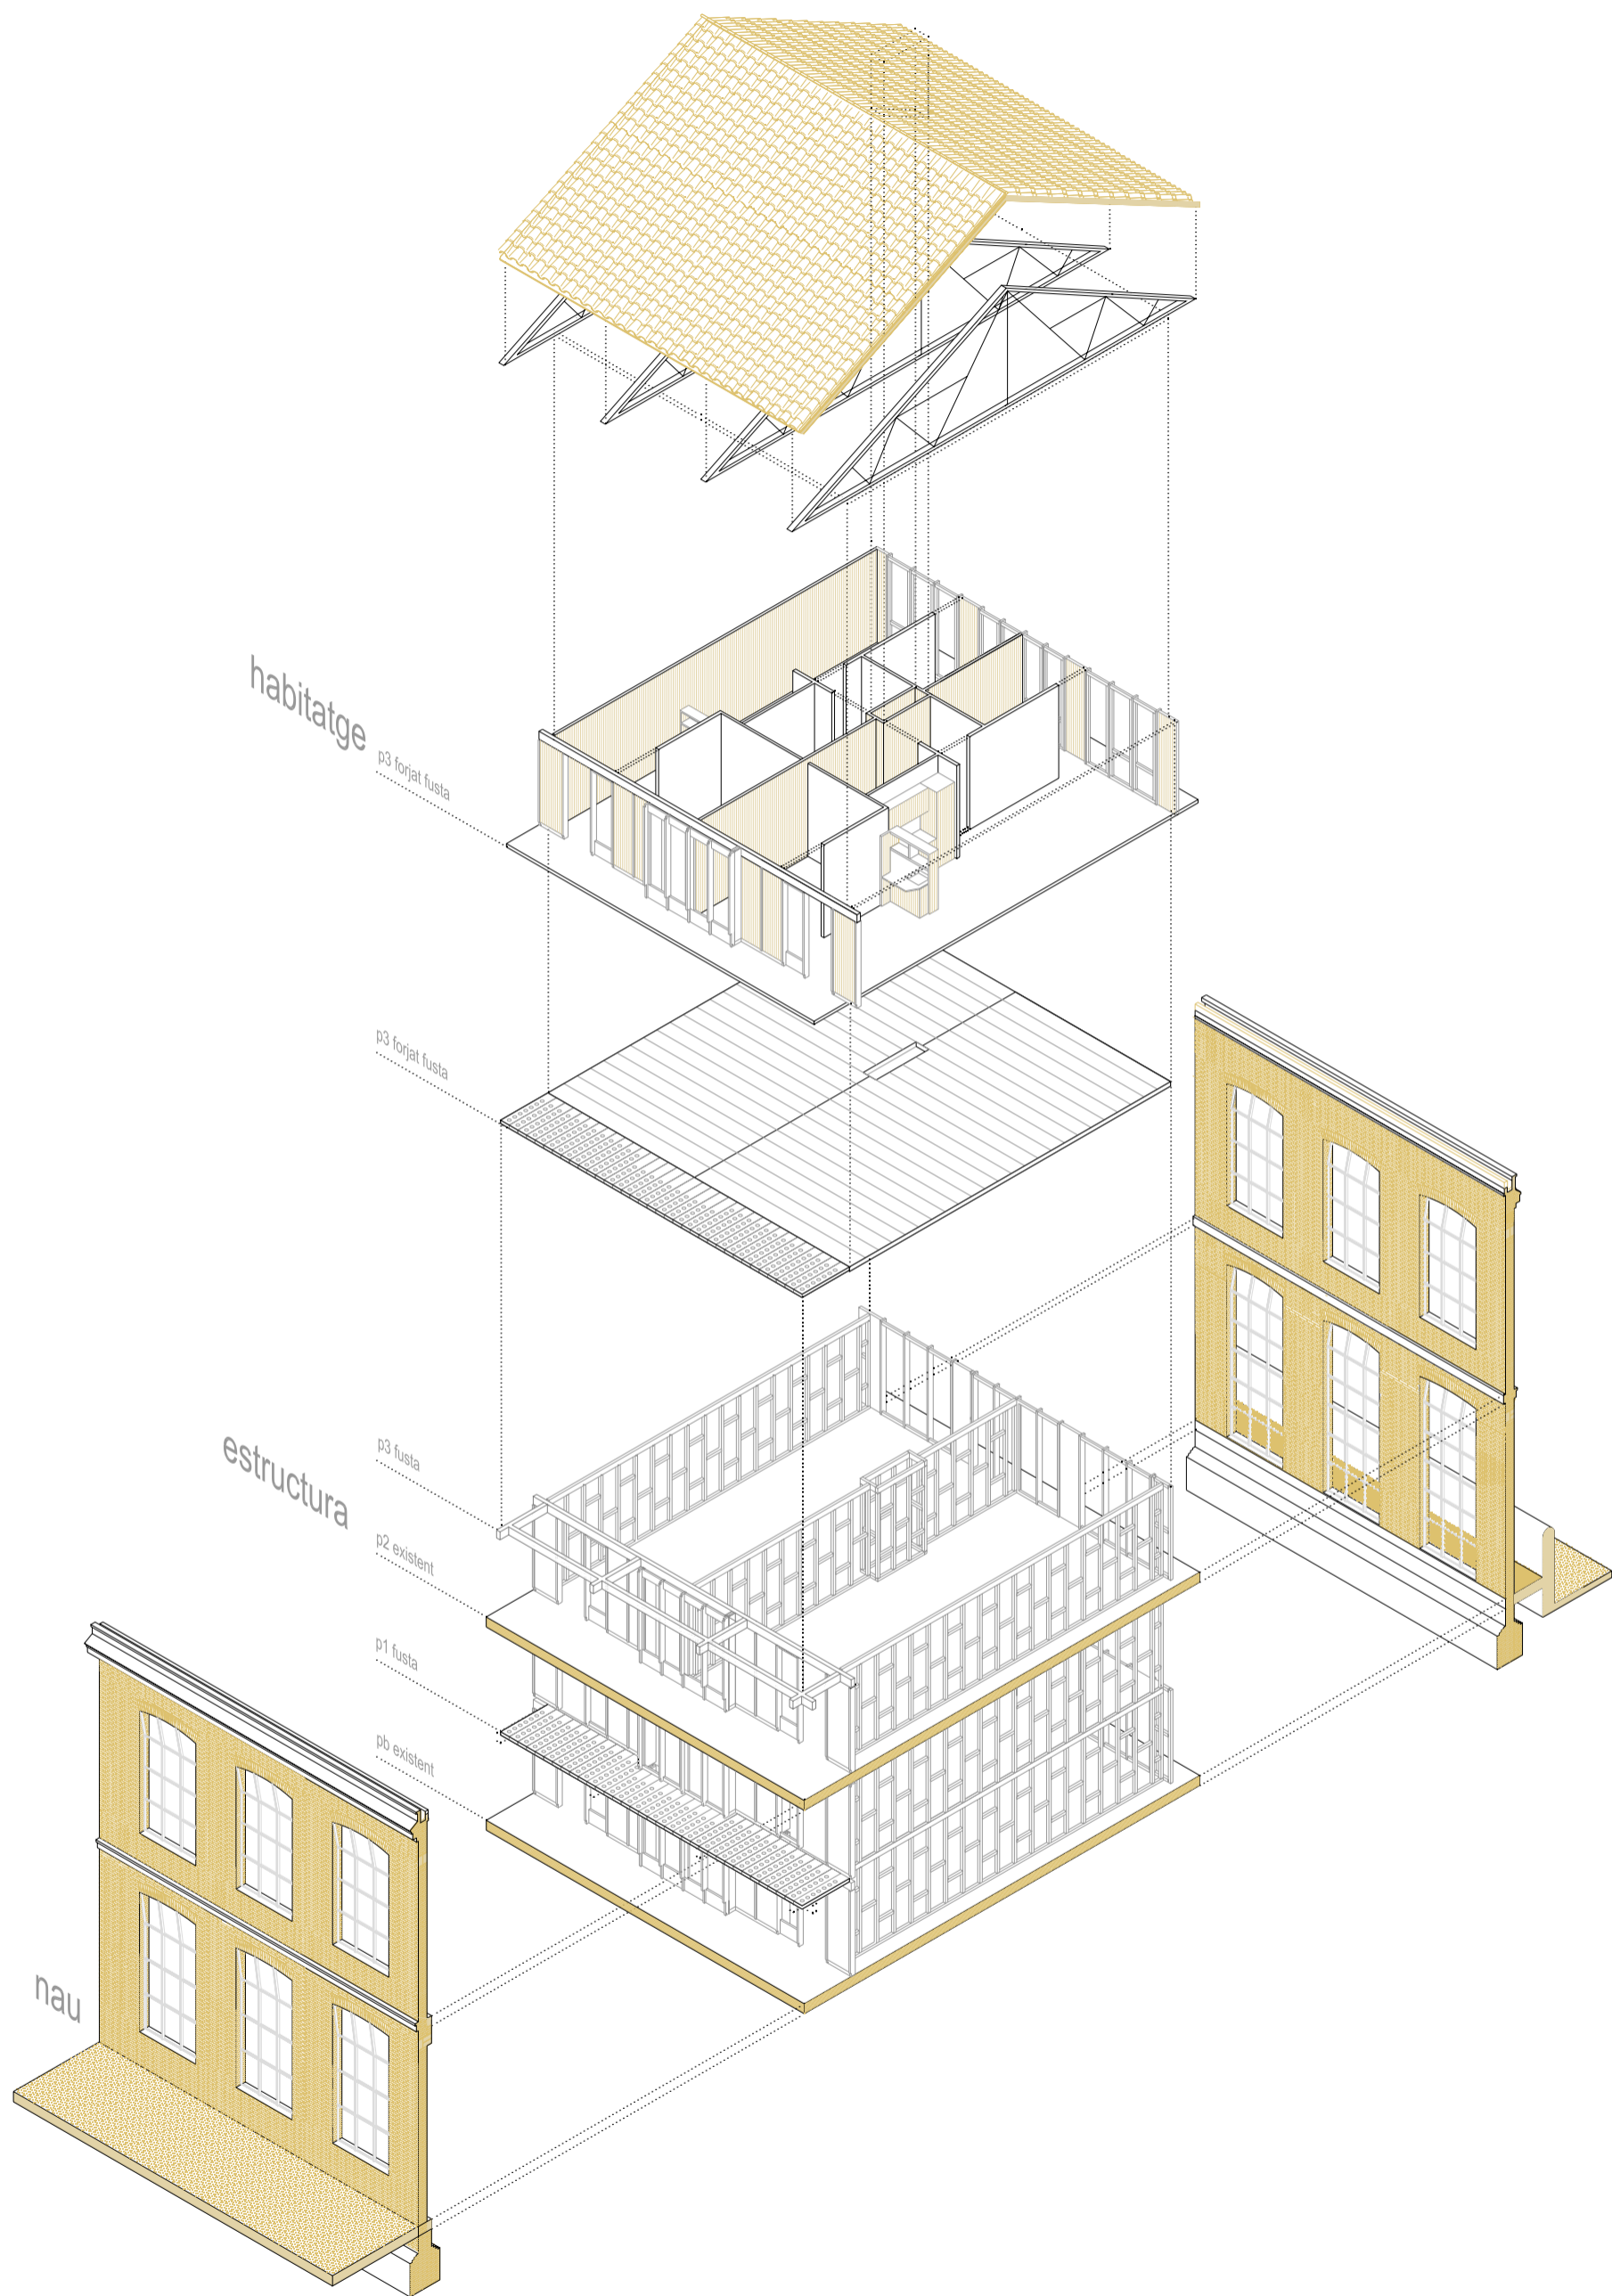 habitatge
p3 forjat fusta
p3 forjat fusta
estructura
p3 fusta
p2 existent
p1 fusta
pb existent
nau